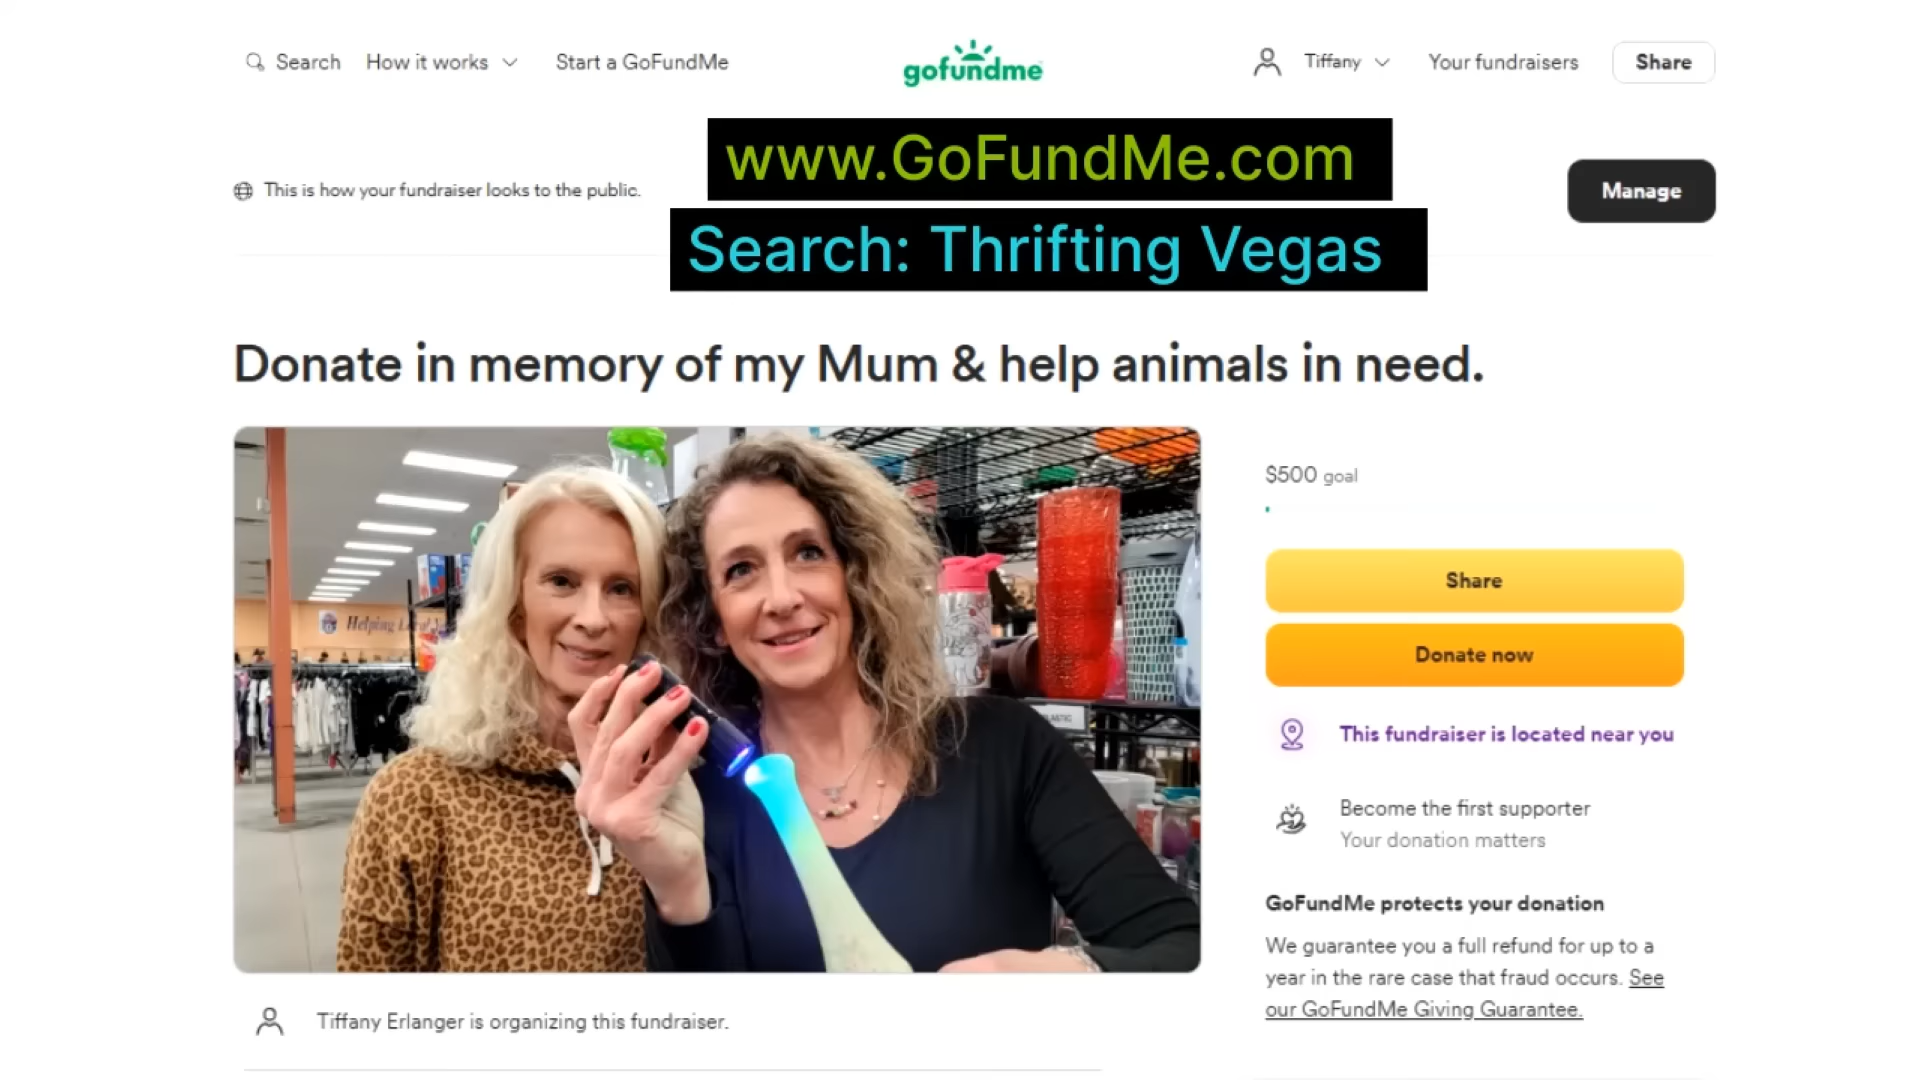 Search How it works Start a GoFundMe gofundme Tiffany Your fundraisers Share
www.GoFundMe.com
This is how your fundraiser looks to the public.
Manage
Search: Thrifting Vegas
Donate in memory of my Mum & help animals in need.
Helping
$500 goal
Share
Donate now
This fundraiser is located near you
Become the first supporter
Your donation matters
GoFundMe protects your donation
We guarantee you a full refund for up to a
year in the rare case that fraud occurs. See
our GoFundMe Giving Guarantee.
Tiffany Erlanger is organizing this fundraiser.